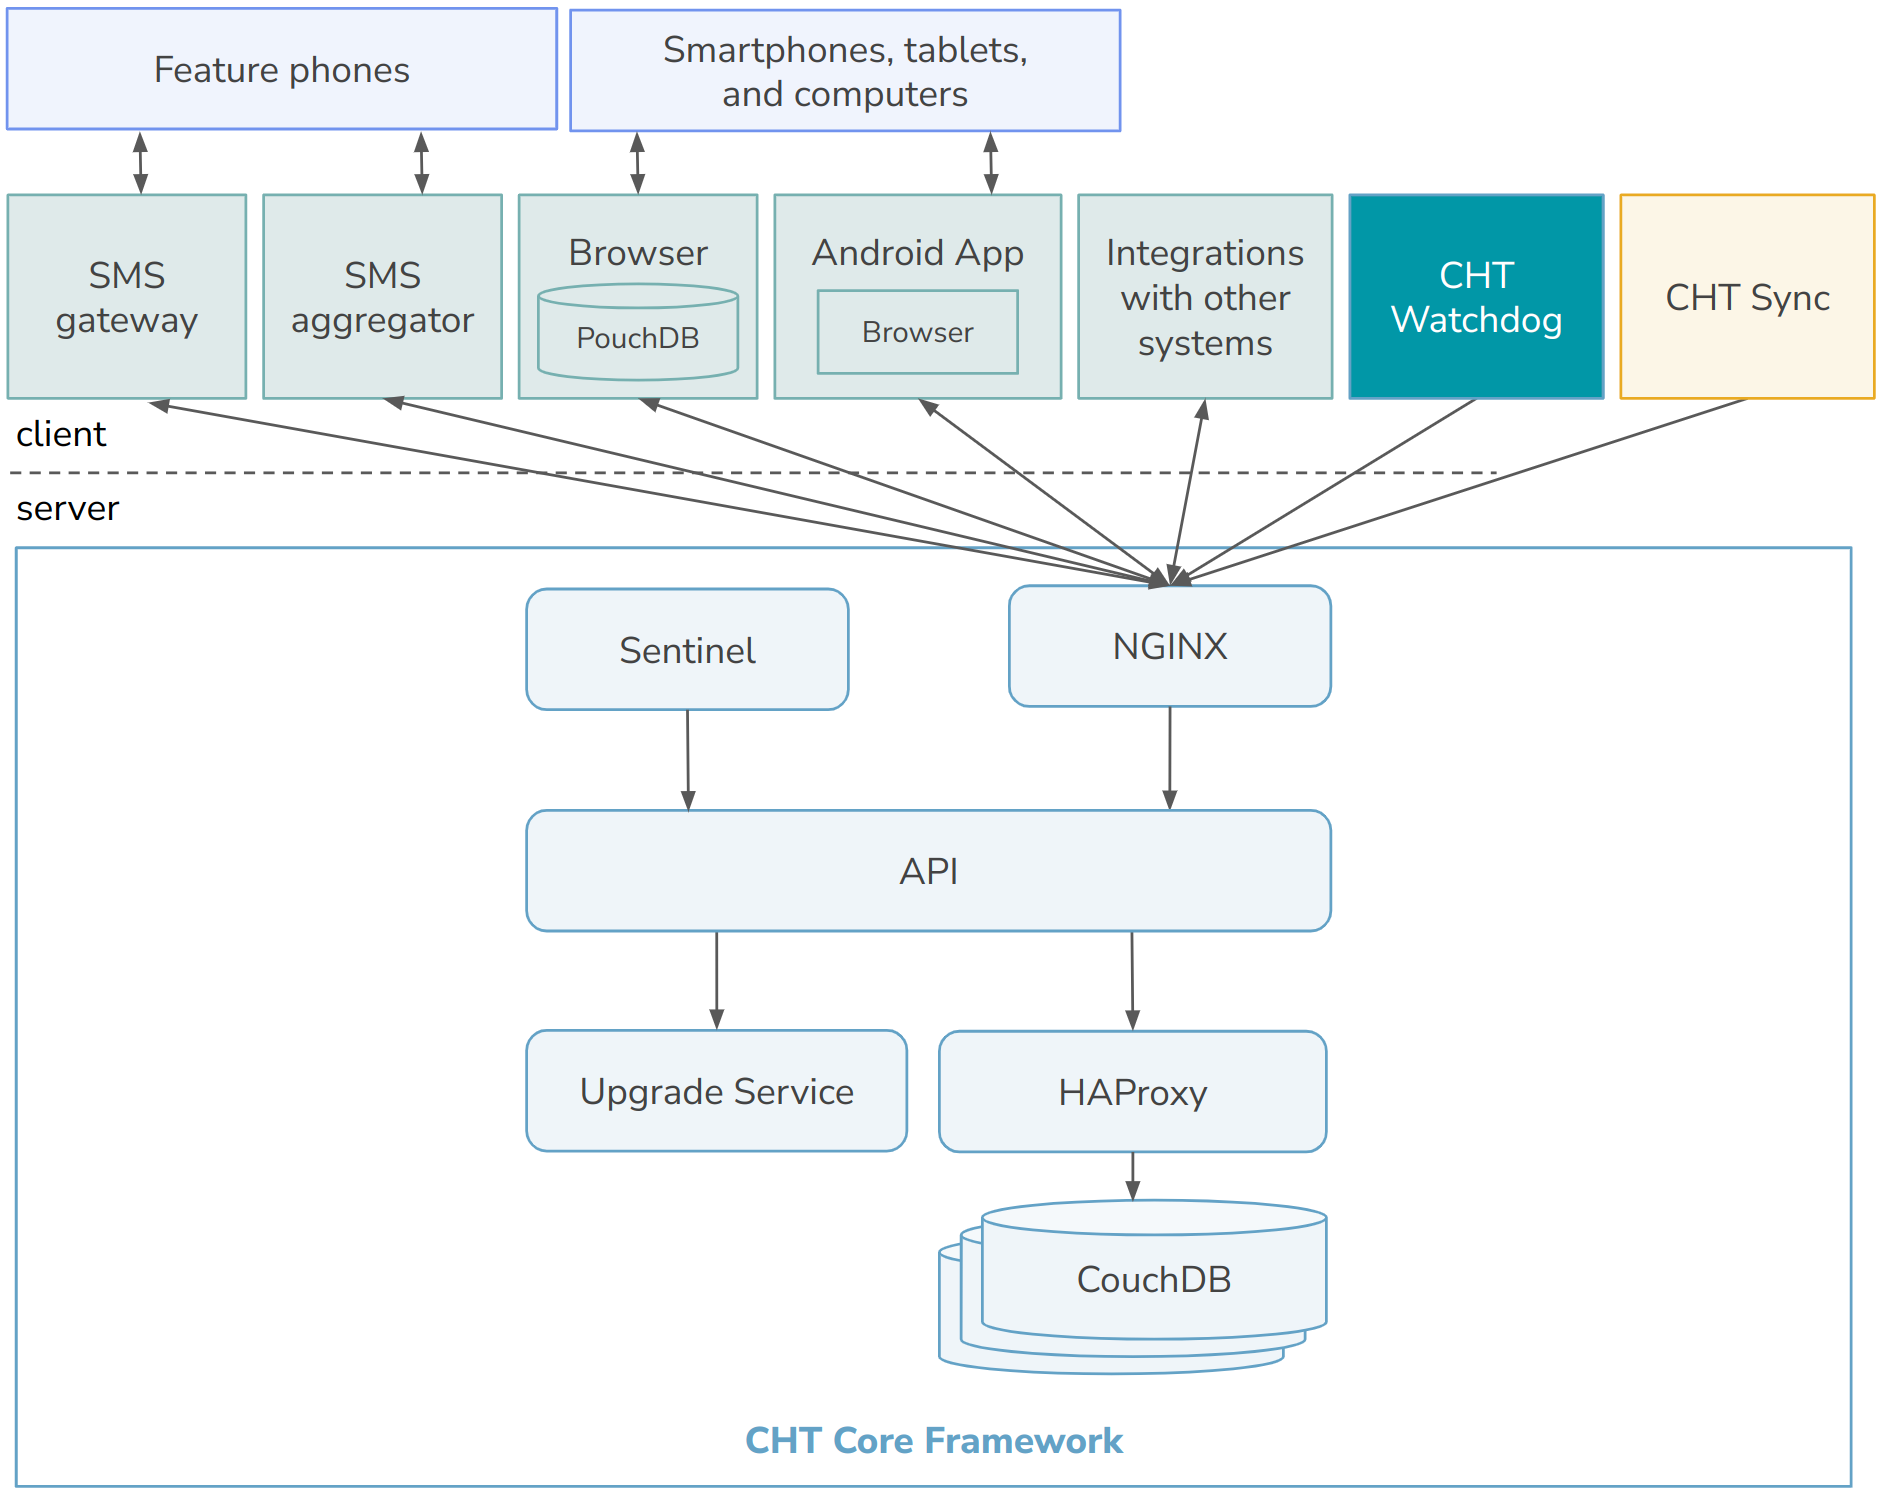 Feature phones
Smartphones, tablets,
and computers
SMS
gateway
SMS
aggregator
Browser
PouchDB
Android App
Browser
Integrations
with other
systems
CHT
Watchdog
CHT Sync
client
server
Sentinel
NGINX
API
Upgrade Service
HAProxy
CouchDB
CHT Core Framework